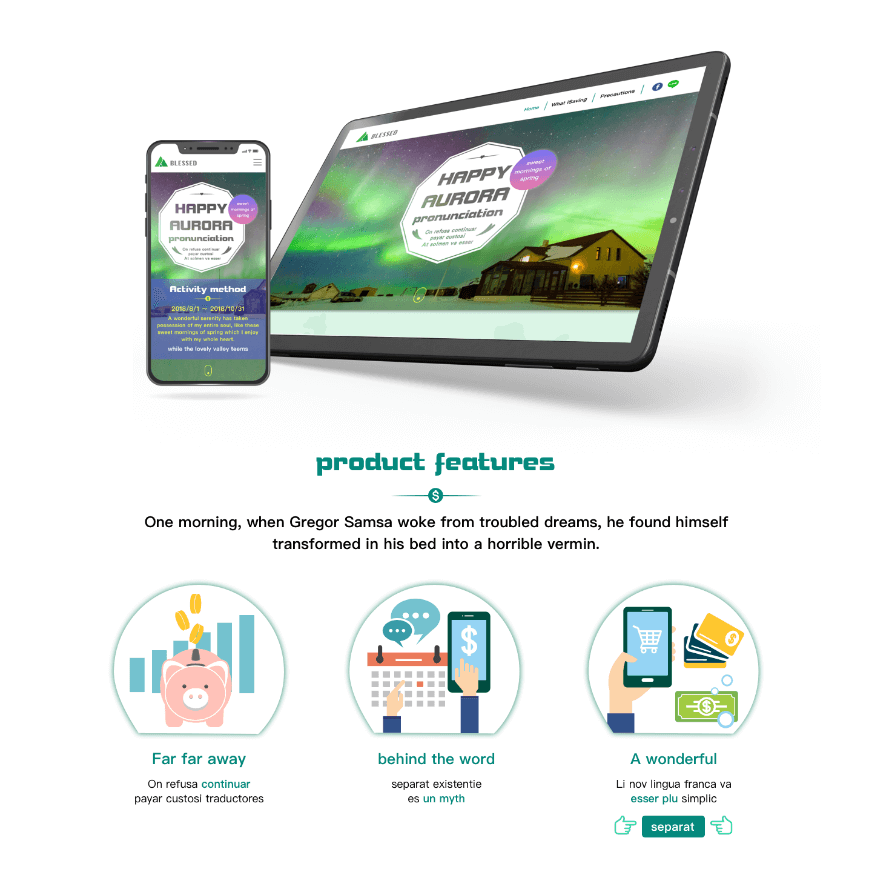 Home
What iSaving
Precautions
BLESSED
HAPPY
AURORA
pronunciation
On refusa continuar
payar custosi
At solmen va esser
sweet
mornings of
spring
BLESSED
HAPPY
AURORA
pronunciation
On refusa continuar
payar custosi
At solmen va esser
sweet
mornings of
spring
Activity method
2016/8/1 ~ 2016/10/31
A wonderful serenity has taken
possession of my entire soul, like these
sweet mornings of spring which I enjoy
with my whole heart.
while the lovely valley teems
product features
$
One morning, when Gregor Samsa woke from troubled dreams, he found himself
transformed in his bed into a horrible vermin.
$
$
$
Far far away
On refusa continuar
payar custosi traductores
behind the word
separat existentie
es un myth
A wonderful
Li nov lingua franca va
esser plu simplic
separat